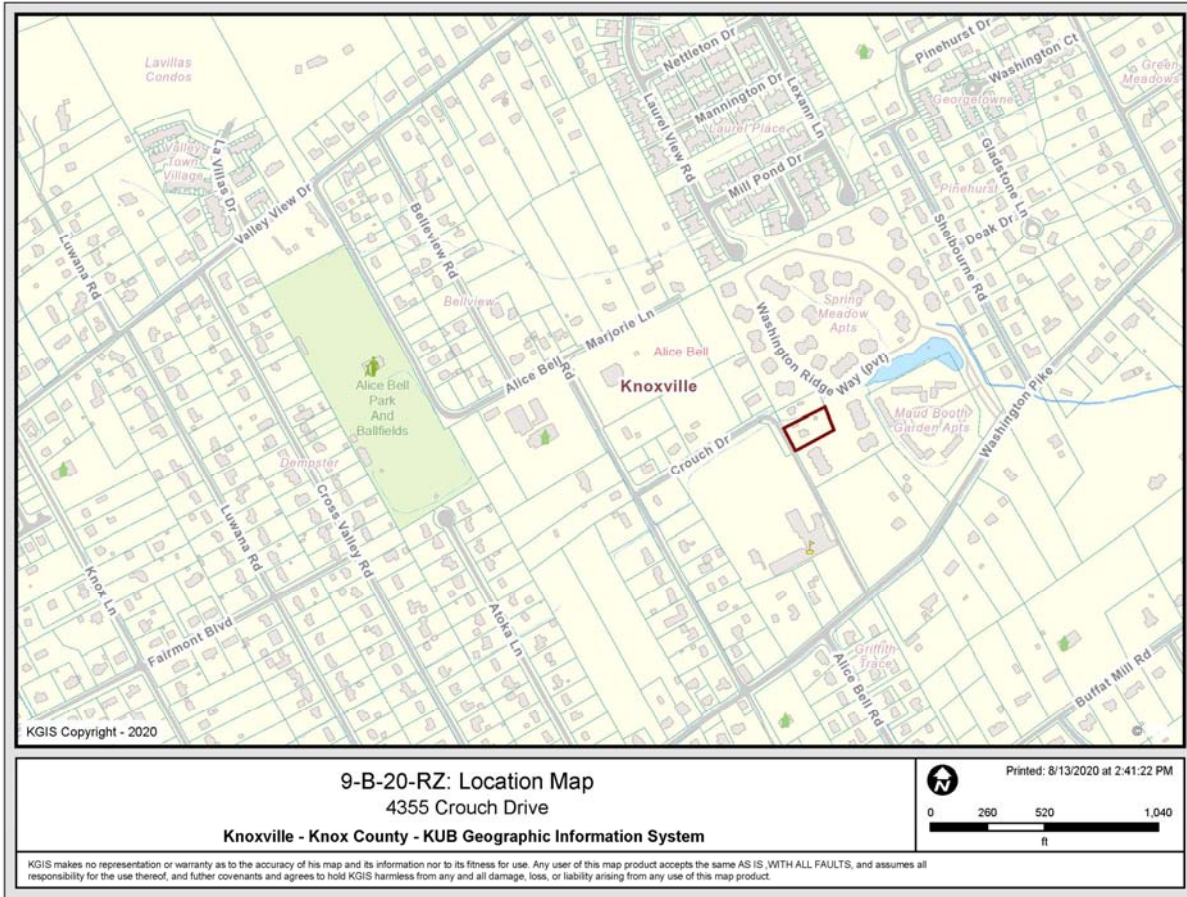 Lavillas
Condos
Valley
Town
Village
La Villas Dr
Valley View Dr
Luwana Rd
Belleview Rd
Bellview
Nettleton Dr
Mannington Dr
Lexann Ln
Laurel View Rd
Laurel Place
Mill Pond Dr
Pinehurst Dr
Washington Ct
Green
Meadows
Georgetowne
Gladstone Ln
Pinehurst
Doak Dr
Shelbourne Rd
Spring
Meadow
Apts
Washington Ridge
Way (pvt)
Maud Booth
Garden Apts
Washington Pike
Marjorie Ln
Alice Bell Rd
Alice Bell
Knoxville
Crouch Dr
Alice Bell
Park
And
Ballfields
Dempster
Cross Valley Rd
Luwana Rd
Knox Ln
Fairmont Blvd
Atoka Ln
Griffith
Trace
Alice Bell Rd
Buffat Mill Rd
KGIS Copyright - 2020
©
9-B-20-RZ: Location Map
4355 Crouch Drive
Knoxville - Knox County - KUB Geographic Information System
N
Printed: 8/13/2020 at 2:41:22 PM
0 260 520 1,040
ft
KGIS makes no representation or warranty as to the accuracy of his map and its information nor to its fitness for use. Any user of this map product accepts the same AS IS ,WITH ALL FAULTS, and assumes all
responsibility for the use thereof, and futher covenants and agrees to hold KGIS harmless from any and all damage, loss, or liability arising from any use of this map product.